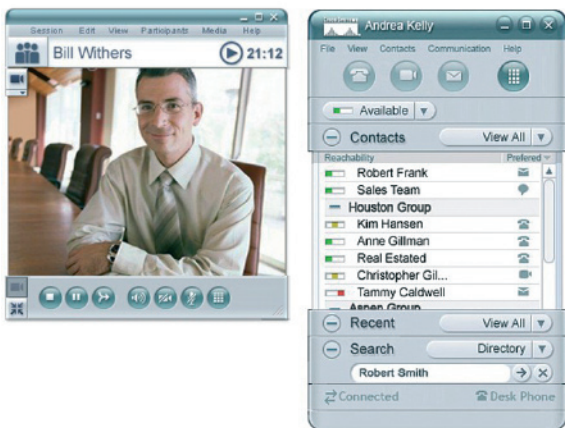 Session Edit View Participants Media Help
Bill Withers 21:12
Andrea Kelly
File View Contacts Communication Help
Available
Contacts View All
Reachability Prefered
Robert Frank
Sales Team
Houston Group
Kim Hansen
Anne Gillman
Real Estated
Christopher Gil...
Tammy Caldwell
Aspen Group
Recent View All
Search Directory
Robert Smith
Connected Desk Phone